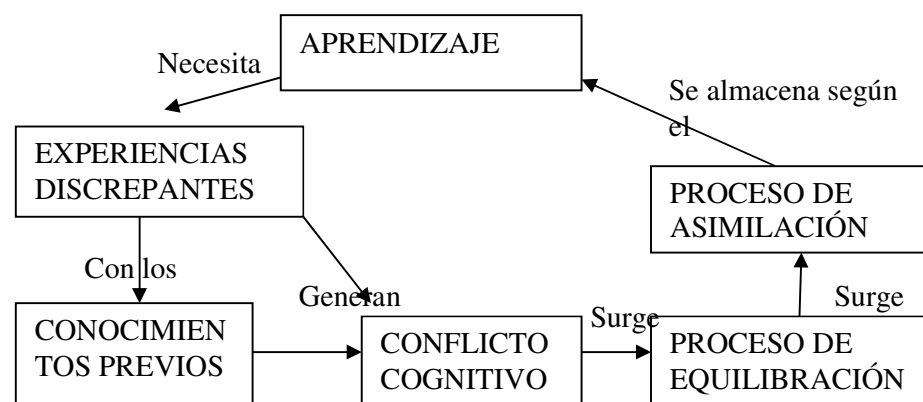 APRENDIZAJE
Necesita
Se almacena según
el
EXPERIENCIAS
DISCREPANTES
PROCESO DE
ASIMILACIÓN
Con los
Generan
Surge
Surge
CONOCIMIEN
TOS PREVIOS
CONFLICTO
COGNITIVO
PROCESO DE
EQUILIBRACIÓN